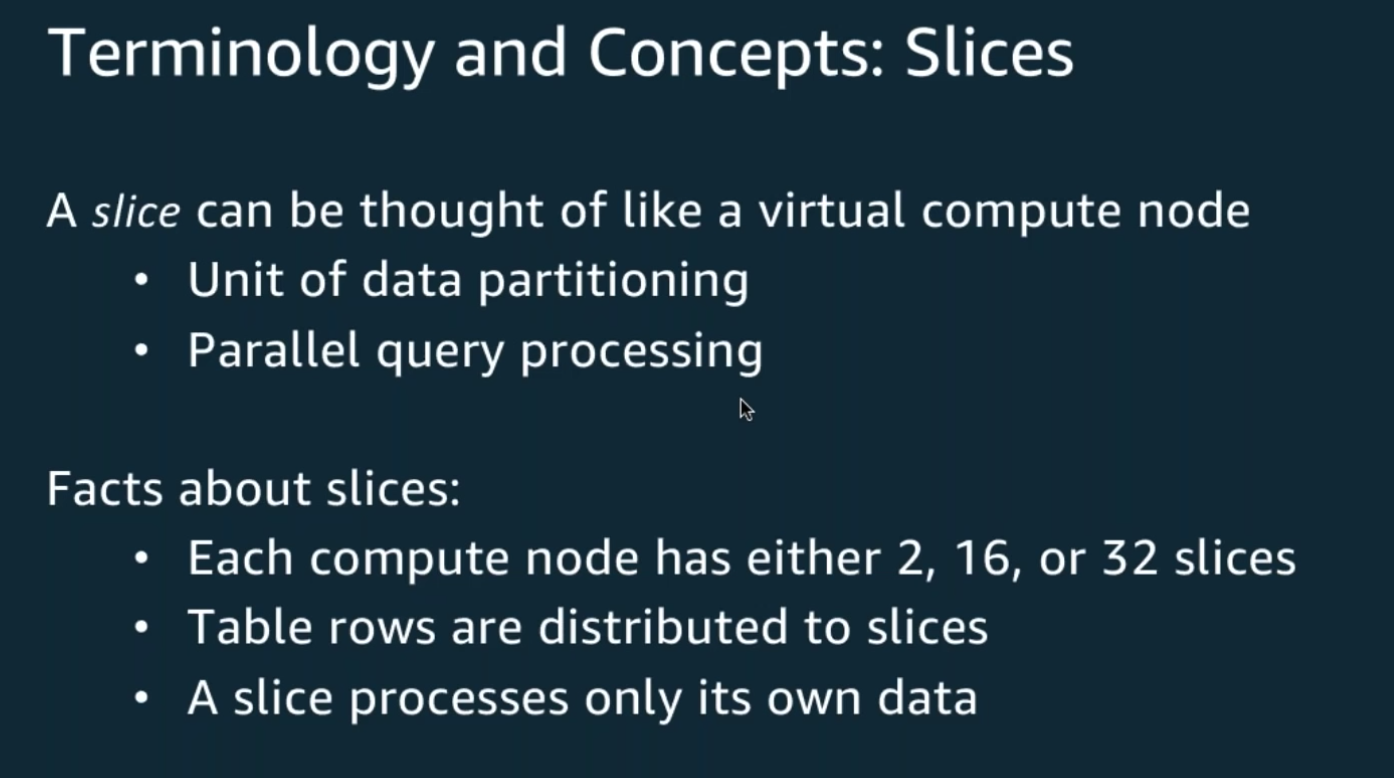 Terminology and Concepts: Slices
A slice can be thought of like a virtual compute node
• Unit of data partitioning
• Parallel query processing
Facts about slices:
• Each compute node has either 2, 16, or 32 slices
• Table rows are distributed to slices
• A slice processes only its own data